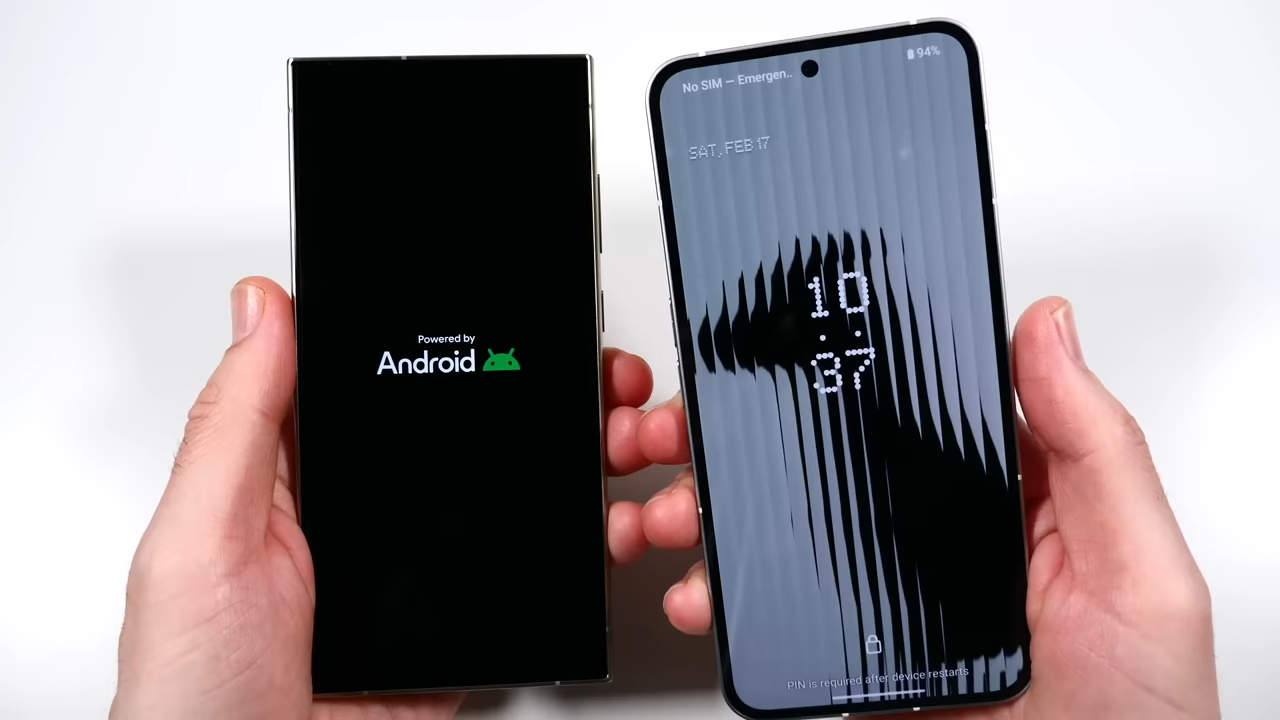 Powered by
Android
No SIM — Emergen..
94%
SAT, FEB 17
10
37
PIN is required after device restarts